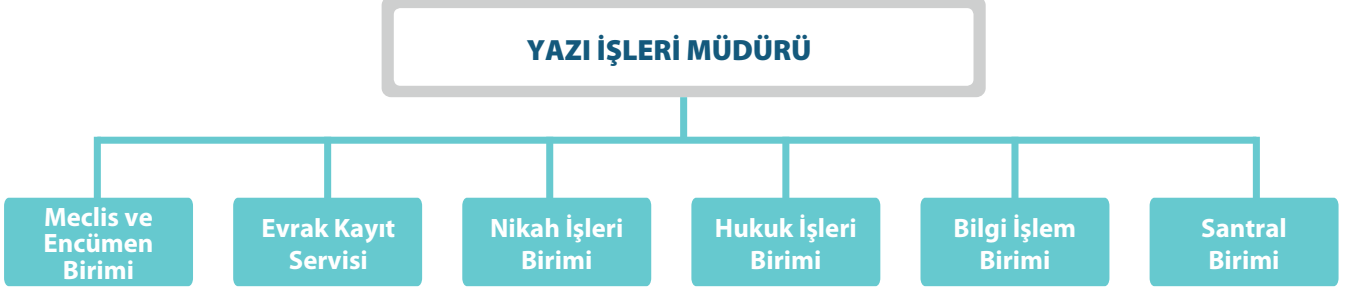 YAZI İŞLERİ MÜDÜRÜ
Meclis ve
Encümen
Birimi
Evrak Kayıt
Servisi
Nikah İşleri
Birimi
Hukuk İşleri
Birimi
Bilgi İşlem
Birimi
Santral
Birimi